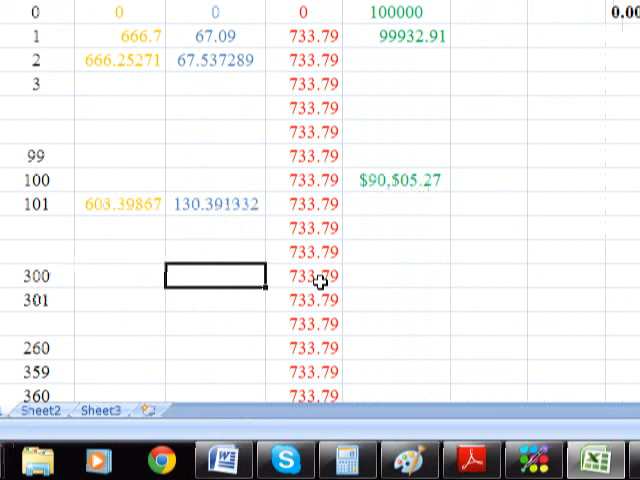 0 0 0 0 100000 0.00
1 666.7 67.09 733.79 99932.91
2 666.25271 67.537289 733.79
3 733.79
733.79
733.79
99 733.79
100 733.79 $90,505.27
101 603.39867 130.391332 733.79
733.79
733.79
300 733.79
301 733.79
733.79
260 733.79
359 733.79
360 733.79
Sheet2 Sheet3